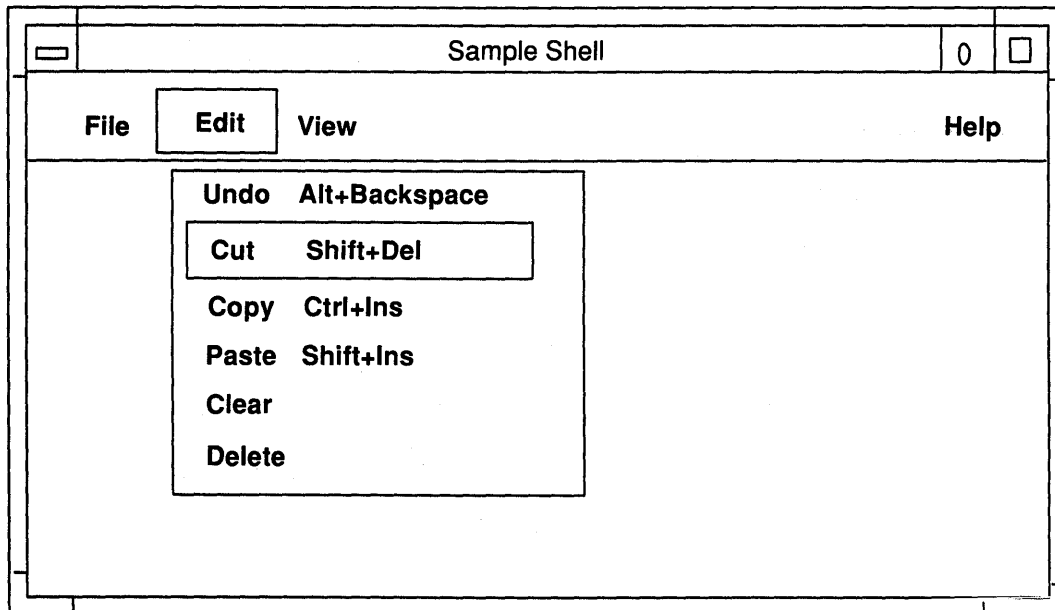 Sample Shell
File Edit View Help
Undo Alt+Backspace
Cut Shift+Del
Copy Ctrl+Ins
Paste Shift+Ins
Clear
Delete